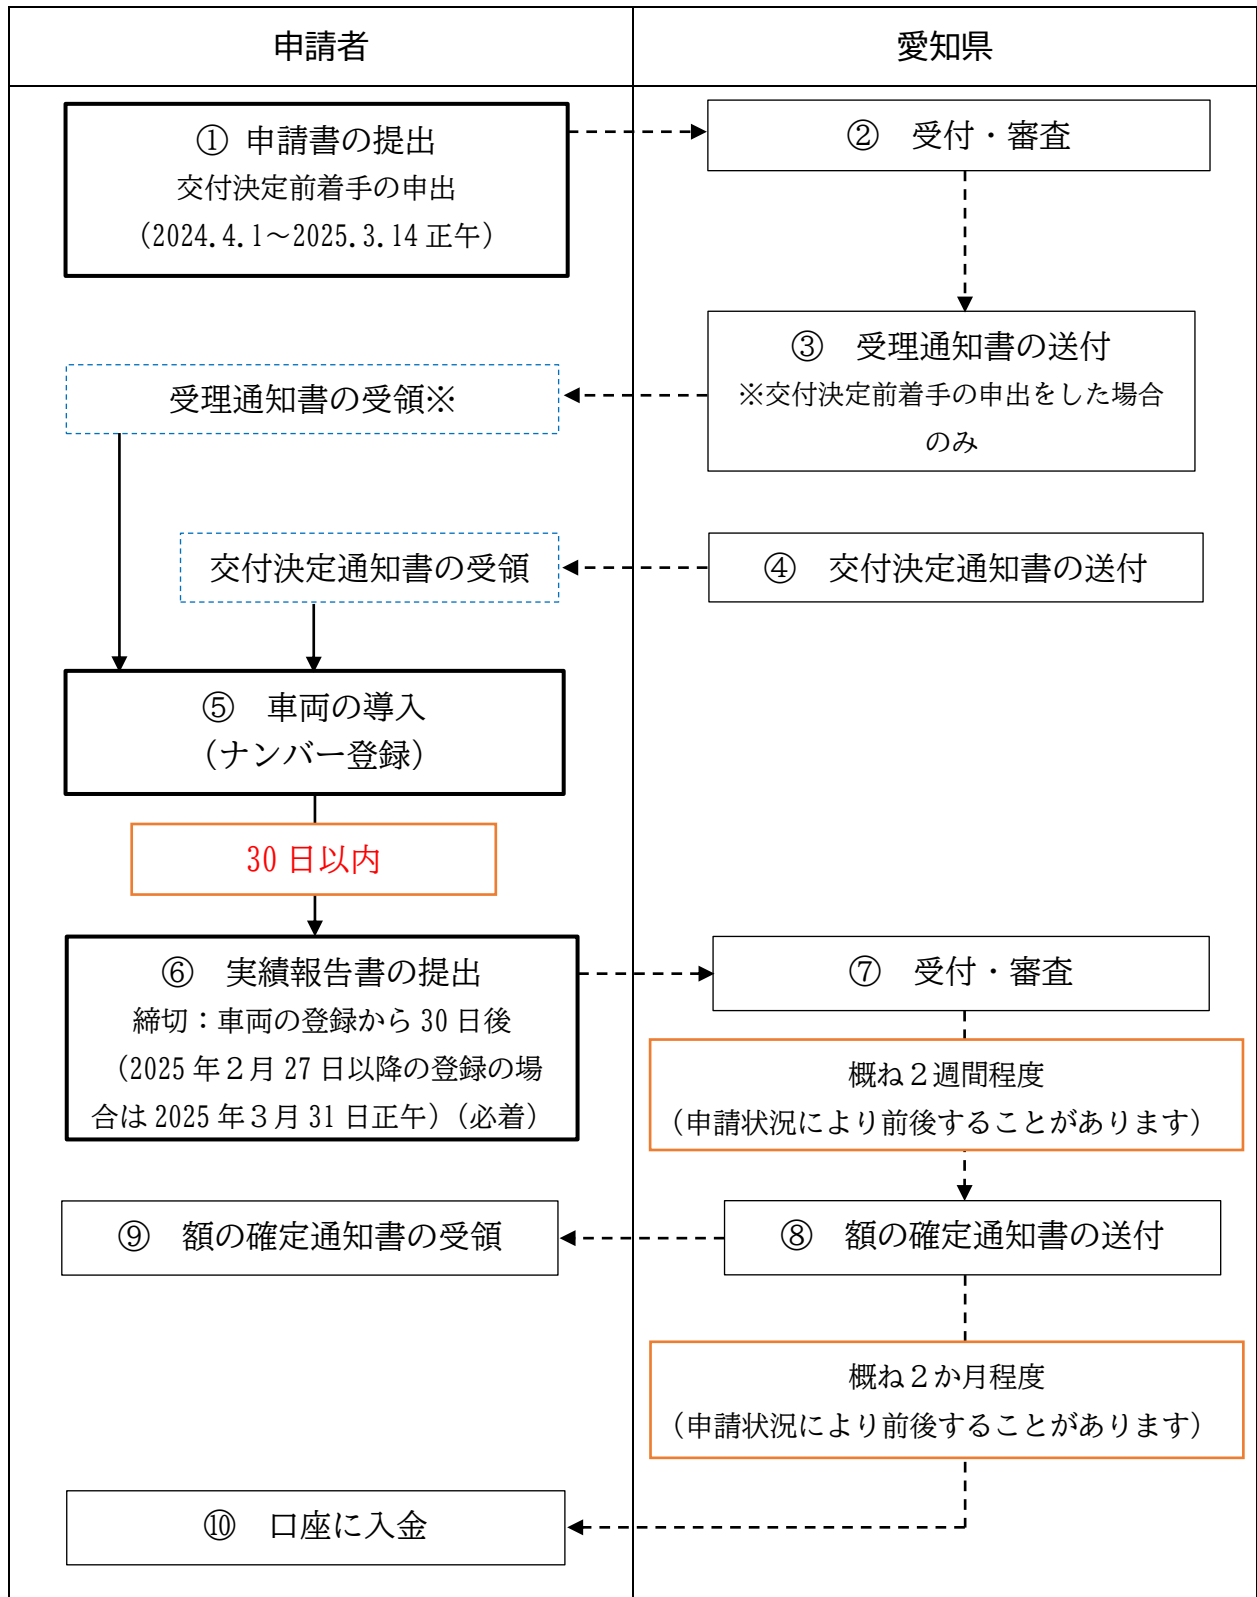 申請者
愛知県
① 申請書の提出
交付決定前着手の申出
（2024.4.1～2025.3.14 正午）
②　受付・審査
③　受理通知書の送付
※交付決定前着手の申出をした場合
のみ
受理通知書の受領※
交付決定通知書の受領
④　交付決定通知書の送付
⑤　車両の導入
（ナンバー登録）
30 日以内
⑥　実績報告書の提出
締切：車両の登録から 30 日後
（2025 年２月 27 日以降の登録の場
合は 2025 年３月 31 日正午）（必着）
⑦　受付・審査
概ね２週間程度
（申請状況により前後することがあります）
⑨　額の確定通知書の受領
⑧　額の確定通知書の送付
概ね２か月程度
（申請状況により前後することがあります）
⑩　口座に入金